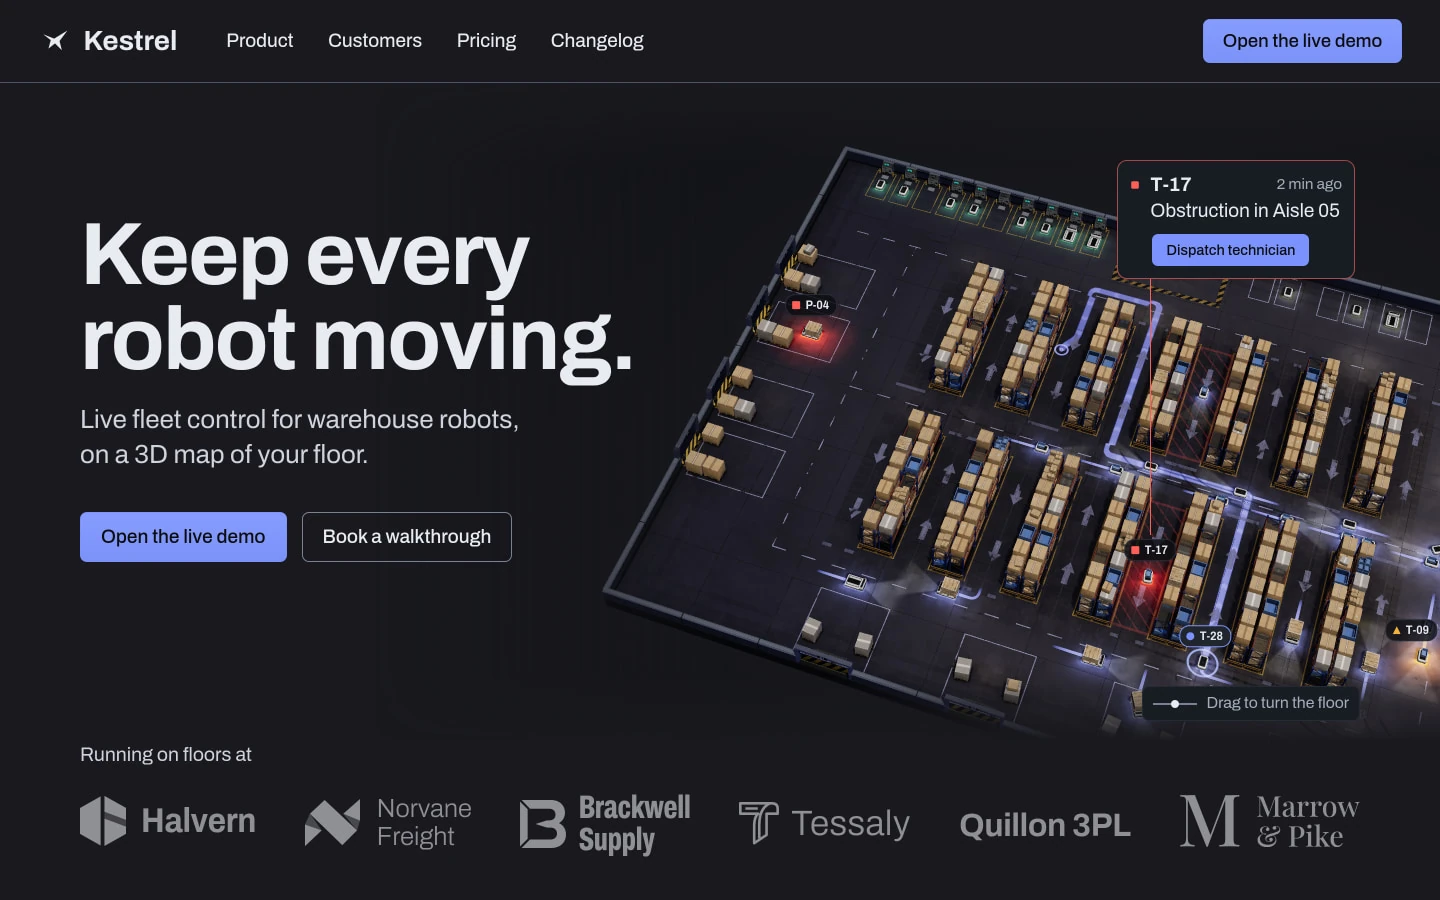 Kestrel
Product
Customers
Pricing
Changelog
Open the live demo
Keep every
robot moving.
Live fleet control for warehouse robots,
on a 3D map of your floor.
Open the live demo
Book a walkthrough
T-17
2 min ago
Obstruction in Aisle 05
Dispatch technician
P-04
T-17
T-28
T-09
Drag to turn the floor
Running on floors at
Halvern
Norvane
Freight
Brackwell
Supply
Tessaly
Quillon 3PL
M
Marrow
& Pike